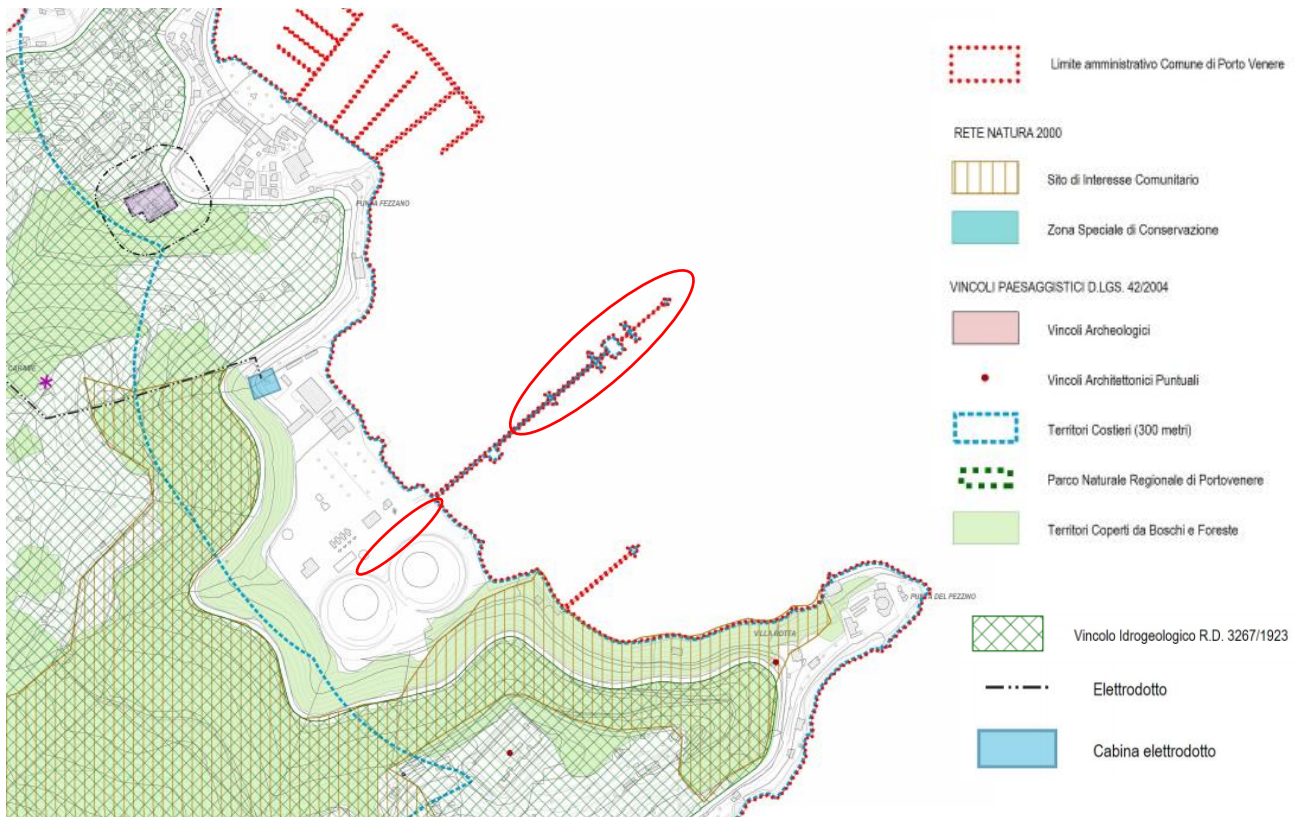 Limite amministrativo Comune di Porto Venere
RETE NATURA 2000
Sito di Interesse Comunitario
Zona Speciale di Conservazione
VINCOLI PAESAGGISTICI D.LGS. 42/2004
Vincoli Archeologici
Vincoli Architettonici Puntuali
Territori Costieri (300 metri)
Parco Naturale Regionale di Portovenere
Territori Coperti da Boschi e Foreste
Vincolo Idrogeologico R.D. 3267/1923
Elettrodotto
Cabina elettrodotto
PUNTA FEZZANO
CARAME
PUNTA DEL PEZZINO
VILLA